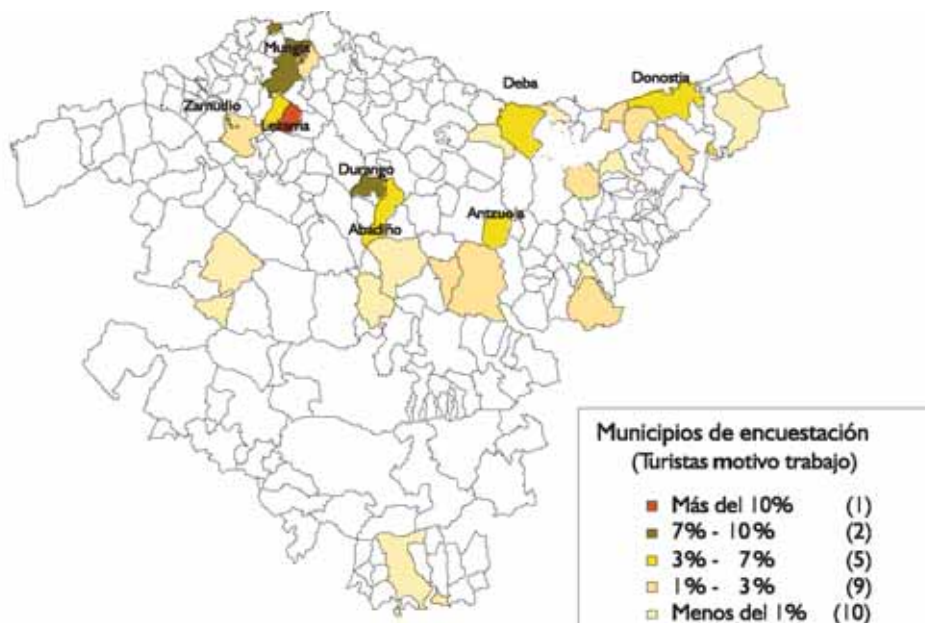 Mungia
Deba
Donostia
Zamudio
Lezama
Durango
Antzuola
Abadiño
Municipios de encuestación
(Turistas motivo trabajo)
Más del 10% (1)
7% - 10% (2)
3% - 7% (5)
1% - 3% (9)
Menos del 1% (10)